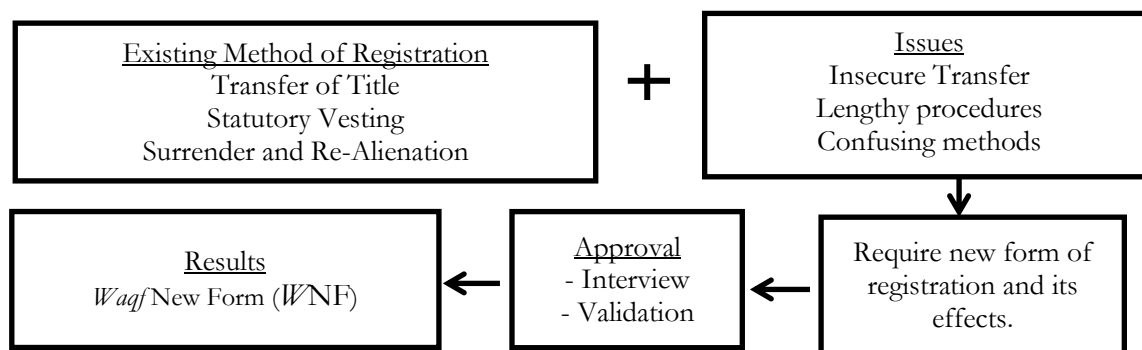 Existing Method of Registration
Transfer of Title
Statutory Vesting
Surrender and Re-Alienation
+
Issues
Insecure Transfer
Lengthy procedures
Confusing methods
Require new form of
registration and its
effects.
Approval
- Interview
- Validation
Results
Waqf New Form (WNF)